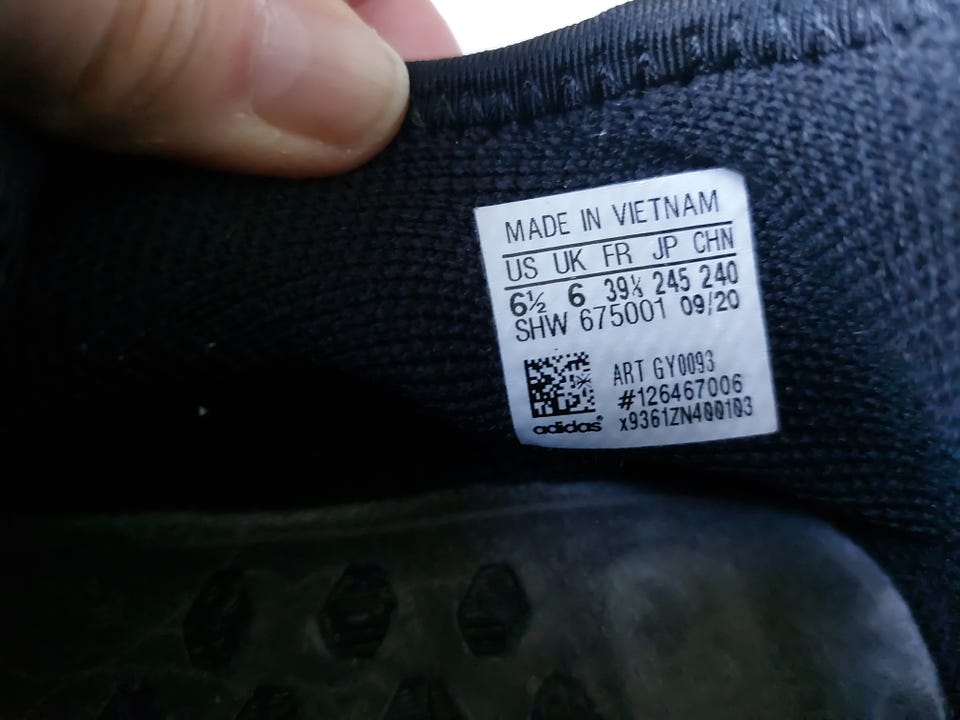 MADE IN VIETNAM
US UK FR JP CHN
6½ 6 39⅓ 245 240
SHW 675001 09/20
ART GY0093
#126467006
adidas® x9361ZN400103